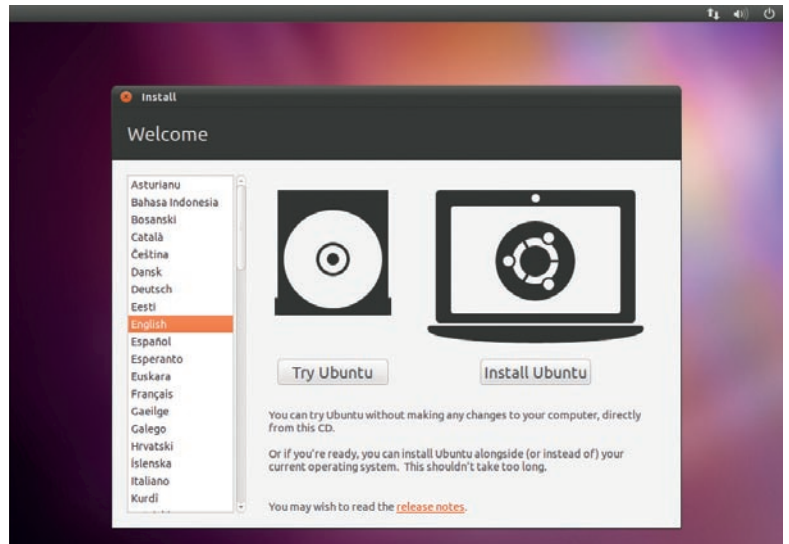 Install
Welcome
Asturianu
Bahasa Indonesia
Bosanski
Català
Čeština
Dansk
Deutsch
Eesti
English
Español
Esperanto
Euskara
Français
Gaeilge
Galego
Hrvatski
Íslenska
Italiano
Kurdî
Try Ubuntu
Install Ubuntu
You can try Ubuntu without making any changes to your computer, directly
from this CD.
Or if you're ready, you can install Ubuntu alongside (or instead of) your
current operating system. This shouldn't take too long.
You may wish to read the release notes.